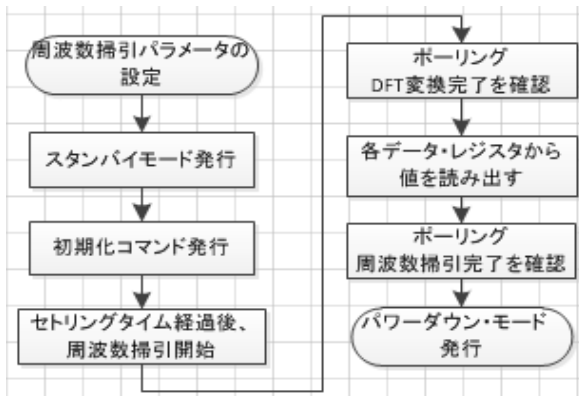 周波数掃引パラメータの
設定
スタンバイモード発行
初期化コマンド発行
セトリングタイム経過後、
周波数掃引開始
ポーリング
DFT変換完了を確認
各データ・レジスタから
値を読み出す
ポーリング
周波数掃引完了を確認
パワーダウン・モード
発行